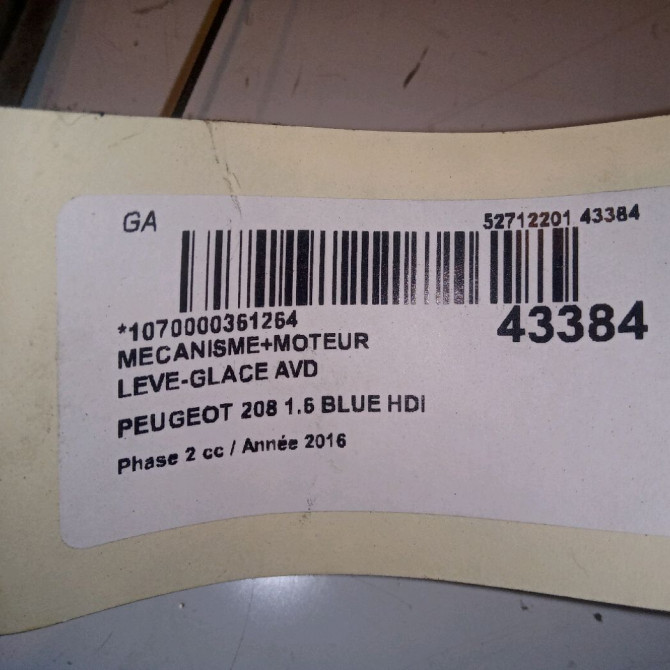 GA
52712201 43384
*1070000361264
43384
MECANISME+MOTEUR
LEVE-GLACE AVD
PEUGEOT 208 1.6 BLUE HDI
Phase 2 cc / Année 2016